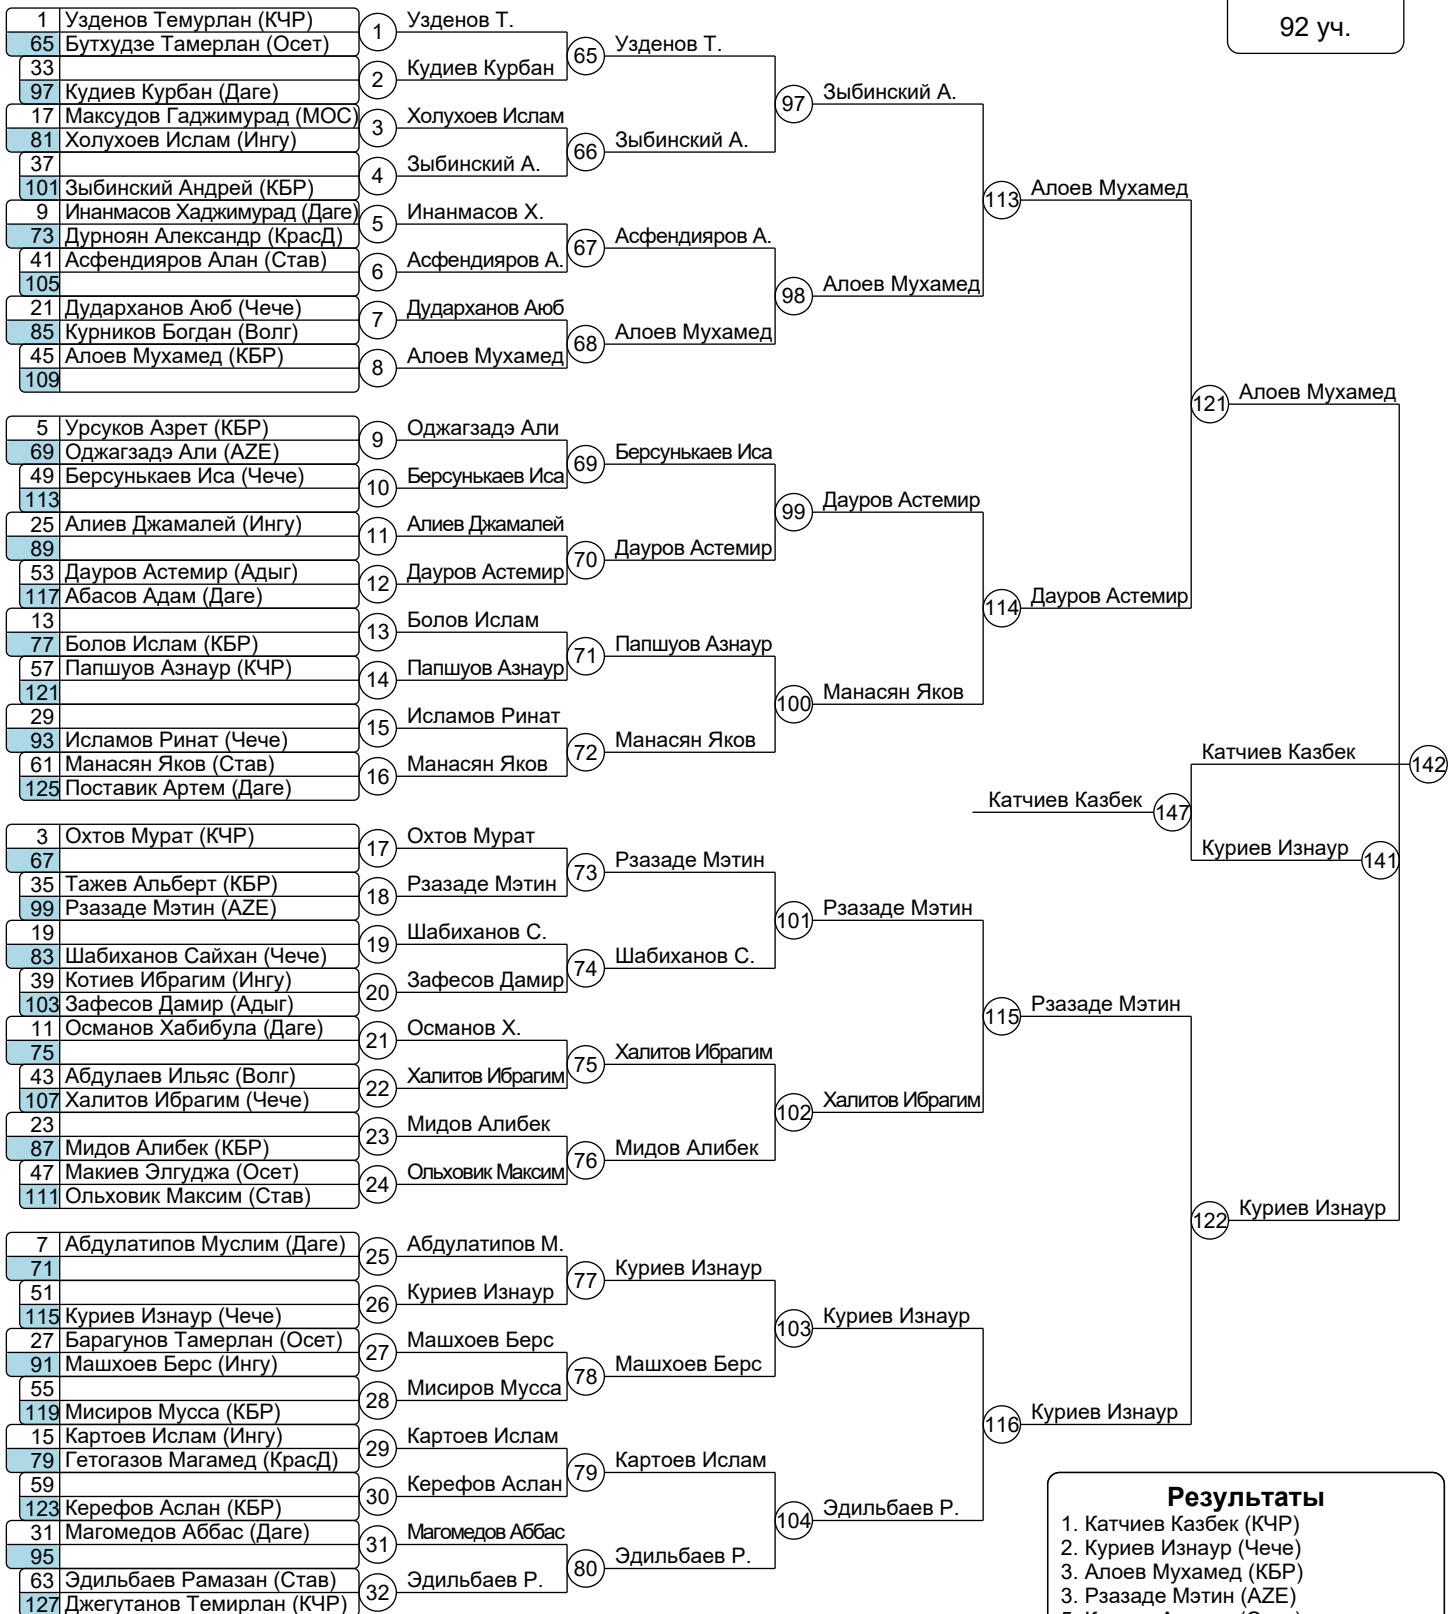 92 уч.
1 Узденов Темурлан (КЧР)
65 Бутхудзе Тамерлан (Осет)
33
97 Кудиев Курбан (Даге)
17 Максудов Гаджимурад (МОС)
81 Холухоев Ислам (Ингу)
37
101 Зыбинский Андрей (КБР)
9 Инанмасов Хаджимурад (Даге)
73 Дурноян Александр (КрасД)
41 Асфендияров Алан (Став)
105
21 Дударханов Аюб (Чече)
85 Курников Богдан (Волг)
45 Алоев Мухамед (КБР)
109
5 Урсуков Азрет (КБР)
69 Оджагзадэ Али (AZE)
49 Берсунькаев Иса (Чече)
113
25 Алиев Джамалей (Ингу)
89
53 Дауров Астемир (Адыг)
117 Абасов Адам (Даге)
13
77 Болов Ислам (КБР)
57 Папшуов Азнаур (КЧР)
121
29
93 Исламов Ринат (Чече)
61 Манасян Яков (Став)
125 Поставик Артем (Даге)
3 Охтов Мурат (КЧР)
67
35 Тажев Альберт (КБР)
99 Рзазаде Мэтин (AZE)
19
83 Шабиханов Сайхан (Чече)
39 Котиев Ибрагим (Ингу)
103 Зафесов Дамир (Адыг)
11 Османов Хабибула (Даге)
75
43 Абдулаев Ильяс (Волг)
107 Халитов Ибрагим (Чече)
23
87 Мидов Алибек (КБР)
47 Макиев Элгуджа (Осет)
111 Ольховик Максим (Став)
7 Абдулатипов Муслим (Даге)
71
51
115 Куриев Изнаур (Чече)
27 Барагунов Тамерлан (Осет)
91 Машхоев Берс (Ингу)
55
119 Мисиров Мусса (КБР)
15 Картоев Ислам (Ингу)
79 Гетогазов Магамед (КрасД)
59
123 Керефов Аслан (КБР)
31 Магомедов Аббас (Даге)
95
63 Эдильбаев Рамазан (Став)
127 Джегутанов Темирлан (КЧР)
1 Узденов Т.
2 Кудиев Курбан
3 Холухоев Ислам
4 Зыбинский А.
5 Инанмасов Х.
6 Асфендияров А.
7 Дударханов Аюб
8 Алоев Мухамед
9 Оджагзадэ Али
10 Берсунькаев Иса
11 Алиев Джамалей
12 Дауров Астемир
13 Болов Ислам
14 Папшуов Азнаур
15 Исламов Ринат
16 Манасян Яков
17 Охтов Мурат
18 Рзазаде Мэтин
19 Шабиханов С.
20 Зафесов Дамир
21 Османов Х.
22 Халитов Ибрагим
23 Мидов Алибек
24 Ольховик Максим
25 Абдулатипов М.
26 Куриев Изнаур
27 Машхоев Берс
28 Мисиров Мусса
29 Картоев Ислам
30 Керефов Аслан
31 Магомедов Аббас
32 Эдильбаев Р.
65 Узденов Т.
66 Зыбинский А.
67 Асфендияров А.
68 Алоев Мухамед
69 Берсунькаев Иса
70 Дауров Астемир
71 Папшуов Азнаур
72 Манасян Яков
73 Рзазаде Мэтин
74 Шабиханов С.
75 Халитов Ибрагим
76 Мидов Алибек
77 Куриев Изнаур
78 Машхоев Берс
79 Картоев Ислам
80 Эдильбаев Р.
97 Зыбинский А.
98 Алоев Мухамед
99 Дауров Астемир
100 Манасян Яков
101 Рзазаде Мэтин
102 Халитов Ибрагим
103 Куриев Изнаур
104 Эдильбаев Р.
113 Алоев Мухамед
114 Дауров Астемир
115 Рзазаде Мэтин
116 Куриев Изнаур
121 Алоев Мухамед
122 Куриев Изнаур
Катчиев Казбек 142
Катчиев Казбек 147
Куриев Изнаур 141
Результаты
1. Катчиев Казбек (КЧР)
2. Куриев Изнаур (Чече)
3. Алоев Мухамед (КБР)
3. Рзазаде Мэтин (AZE)